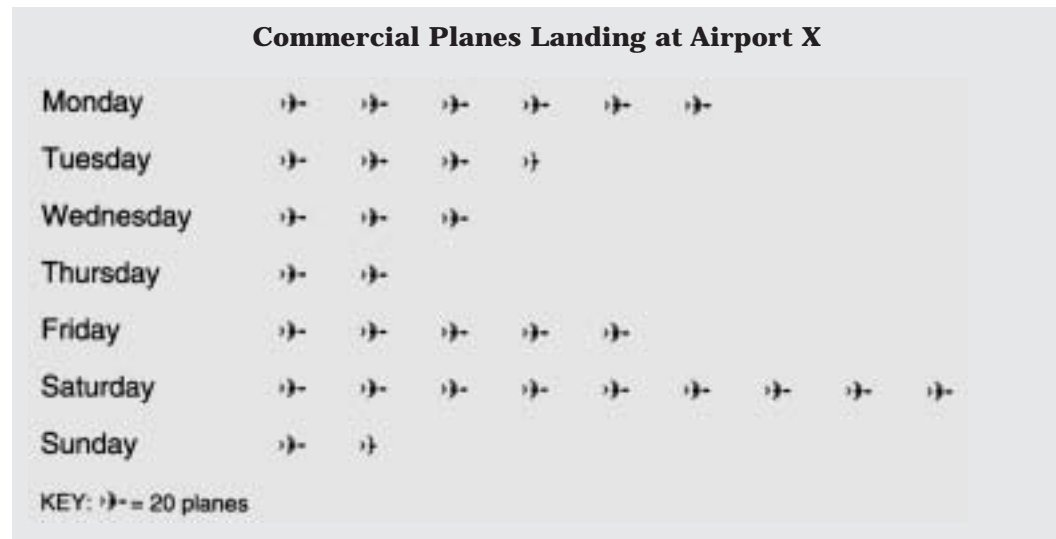 Commercial Planes Landing at Airport X
Monday
Tuesday
Wednesday
Thursday
Friday
Saturday
Sunday
KEY: = 20 planes